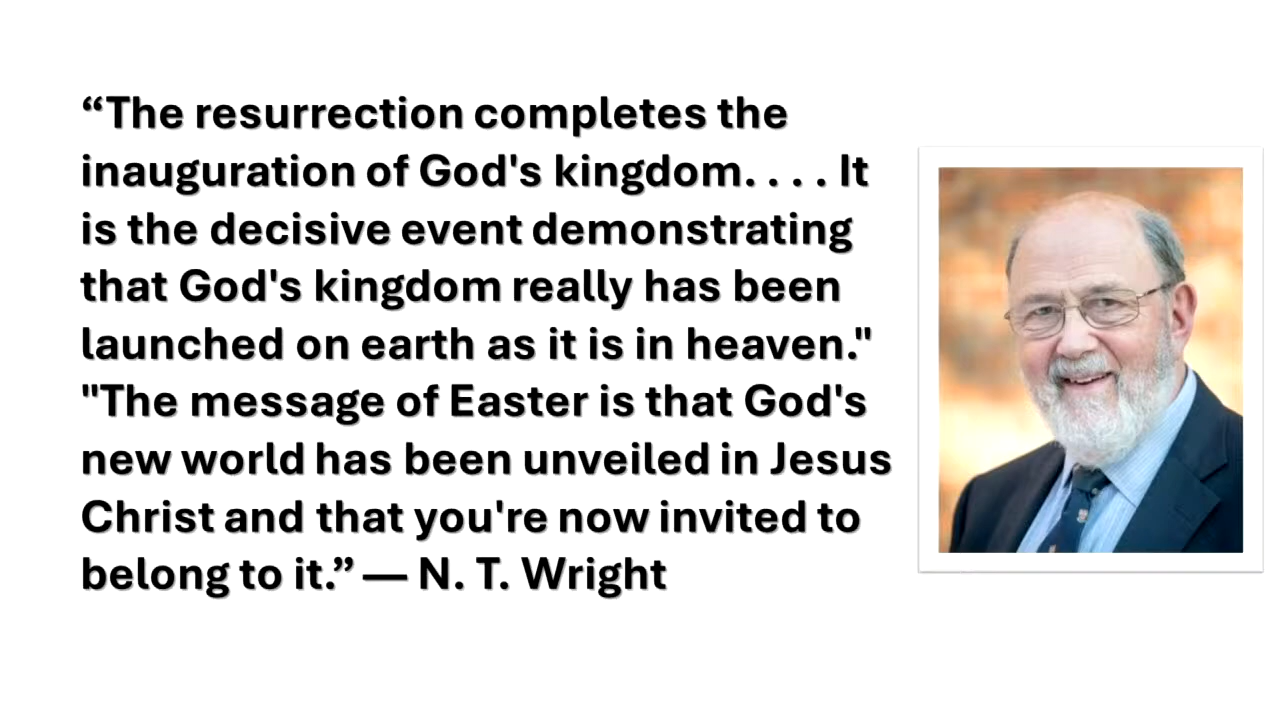 “The resurrection completes the
inauguration of God's kingdom. . . . It
is the decisive event demonstrating
that God's kingdom really has been
launched on earth as it is in heaven."
"The message of Easter is that God's
new world has been unveiled in Jesus
Christ and that you're now invited to
belong to it.” — N. T. Wright